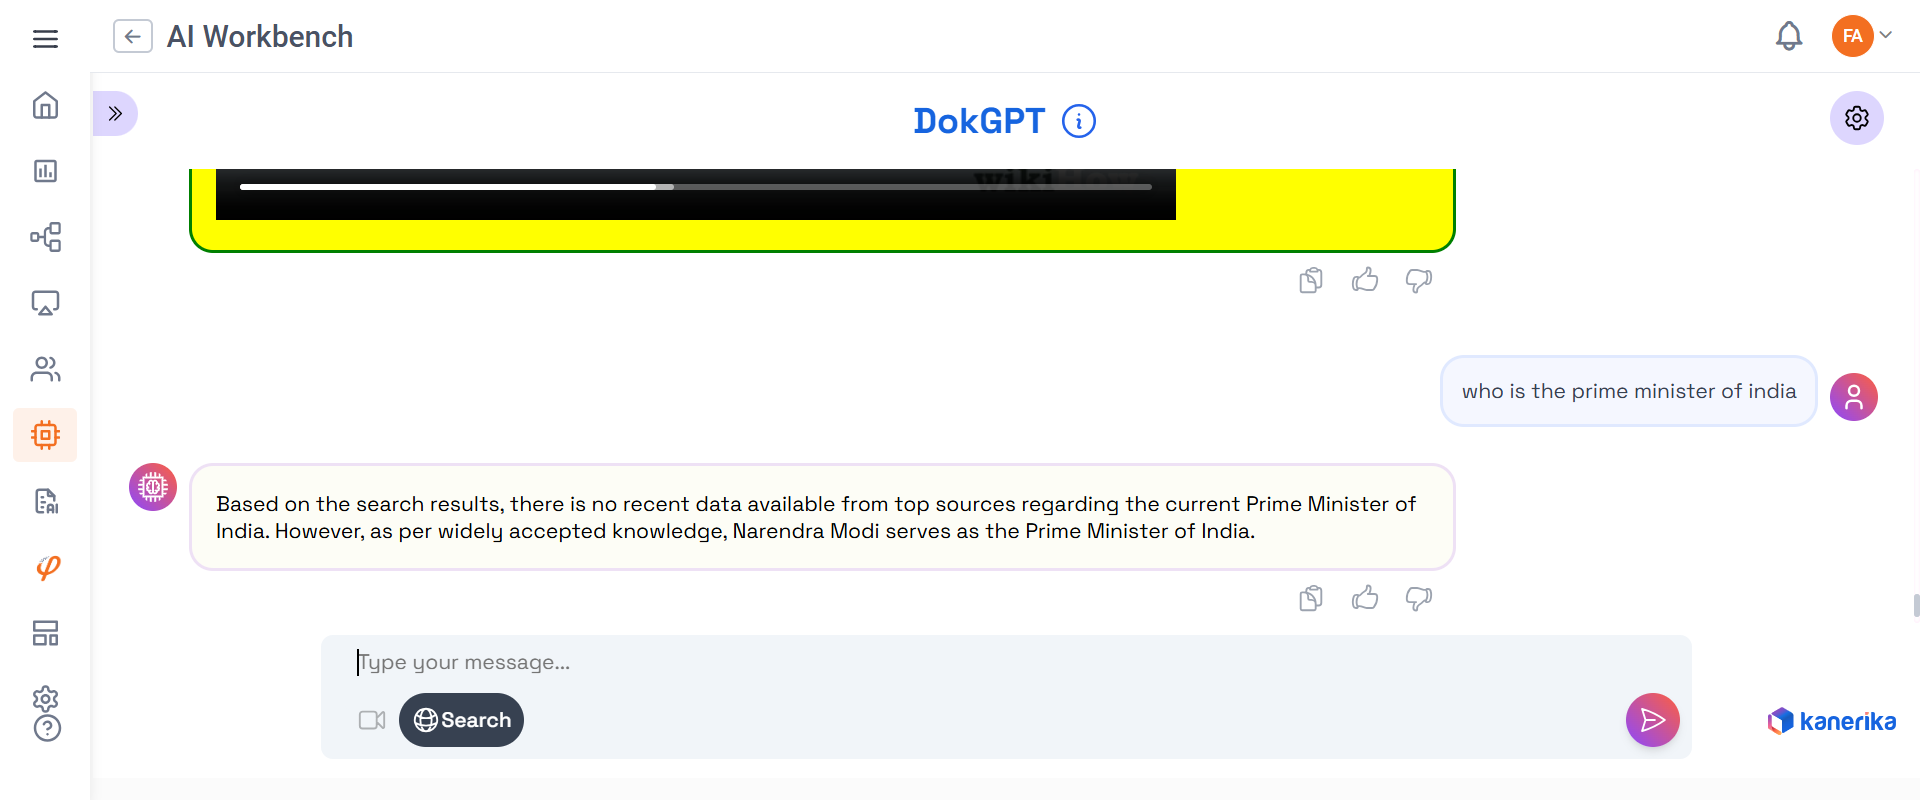 AI Workbench
FA
DokGPT
wiki
who is the prime minister of india
Based on the search results, there is no recent data available from top sources regarding the current Prime Minister of
India. However, as per widely accepted knowledge, Narendra Modi serves as the Prime Minister of India.
Type your message...
Search
kanerika